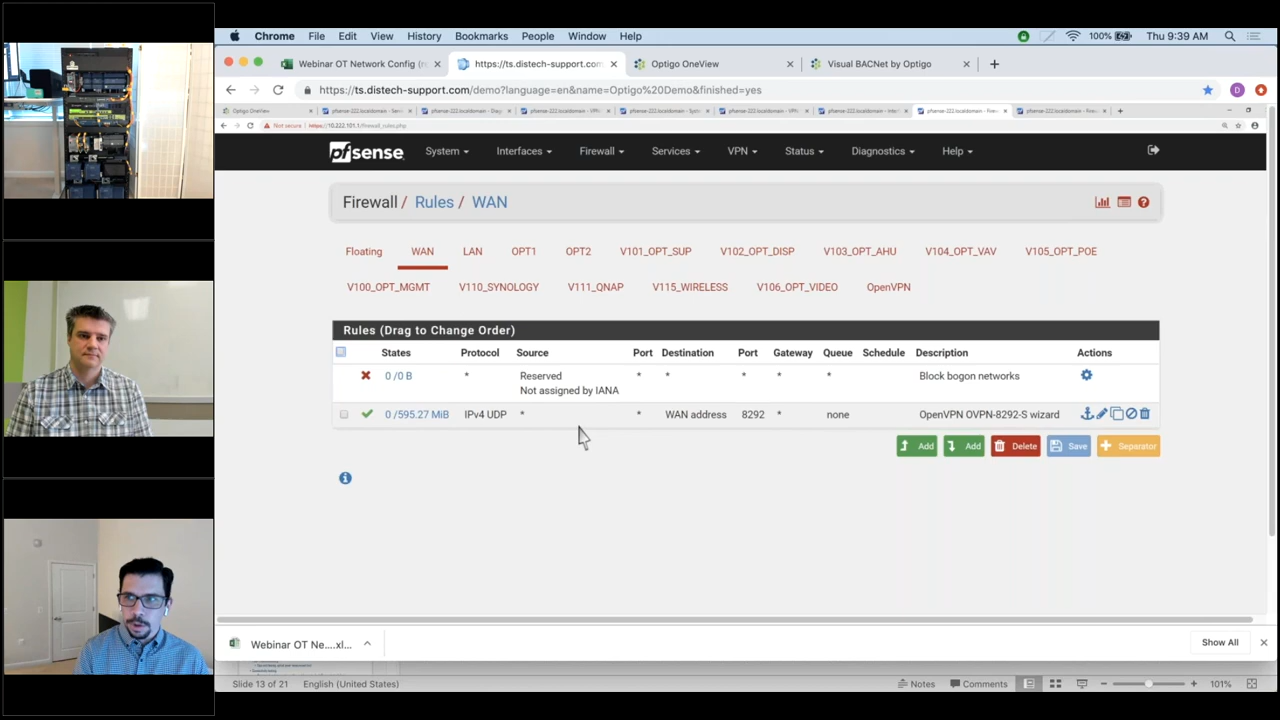 Chrome File Edit View History Bookmarks People Window Help 100% Thu 9:39 AM
Webinar OT Network Config (re × https://ts.distech-support.com × Optigo OneView × Visual BACNet by Optigo × +
https://ts.distech-support.com/demo?language=en&name=Optigo%20Demo&finished=yes D
Optigo OneView
Not secure
pfsense System Interfaces Firewall Services VPN Status Diagnostics Help
Firewall / Rules / WAN
Floating WAN LAN OPT1 OPT2 V101_OPT_SUP V102_OPT_DISP V103_OPT_AHU V104_OPT_VAV V105_OPT_POE
V100_OPT_MGMT V110_SYNOLOGY V111_QNAP V115_WIRELESS V106_OPT_VIDEO OpenVPN
Rules (Drag to Change Order)
States Protocol Source Port Destination Port Gateway Queue Schedule Description Actions
0 /0 B * Reserved * * * * * Block bogon networks
Not assigned by IANA
0 /595.27 MiB IPv4 UDP * * WAN address 8292 * none OpenVPN OVPN-8292-S wizard
Add Add Delete Save Separator
Webinar OT Ne....xl... Show All
Slide 13 of 21 English (United States) Notes Comments 101%